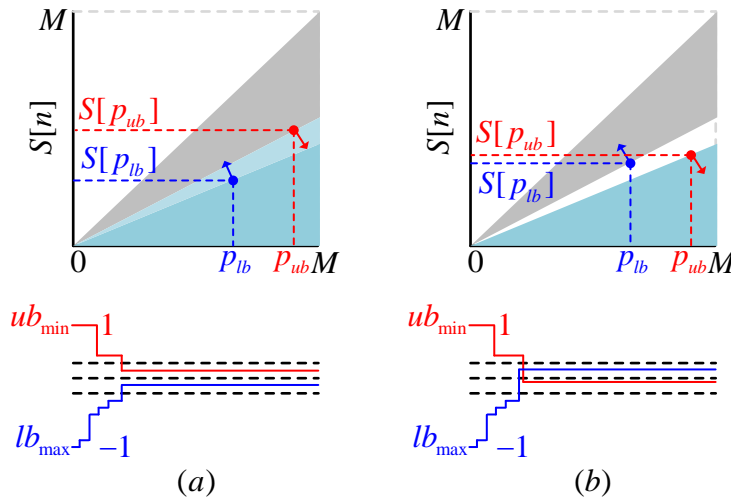 M
S[n]
S[p_ub]
S[p_lb]
0
p_lb
p_ub
M
ub_min
1
lb_max
−1
(a)
M
S[n]
S[p_ub]
S[p_lb]
0
p_lb
p_ub
M
ub_min
1
lb_max
−1
(b)